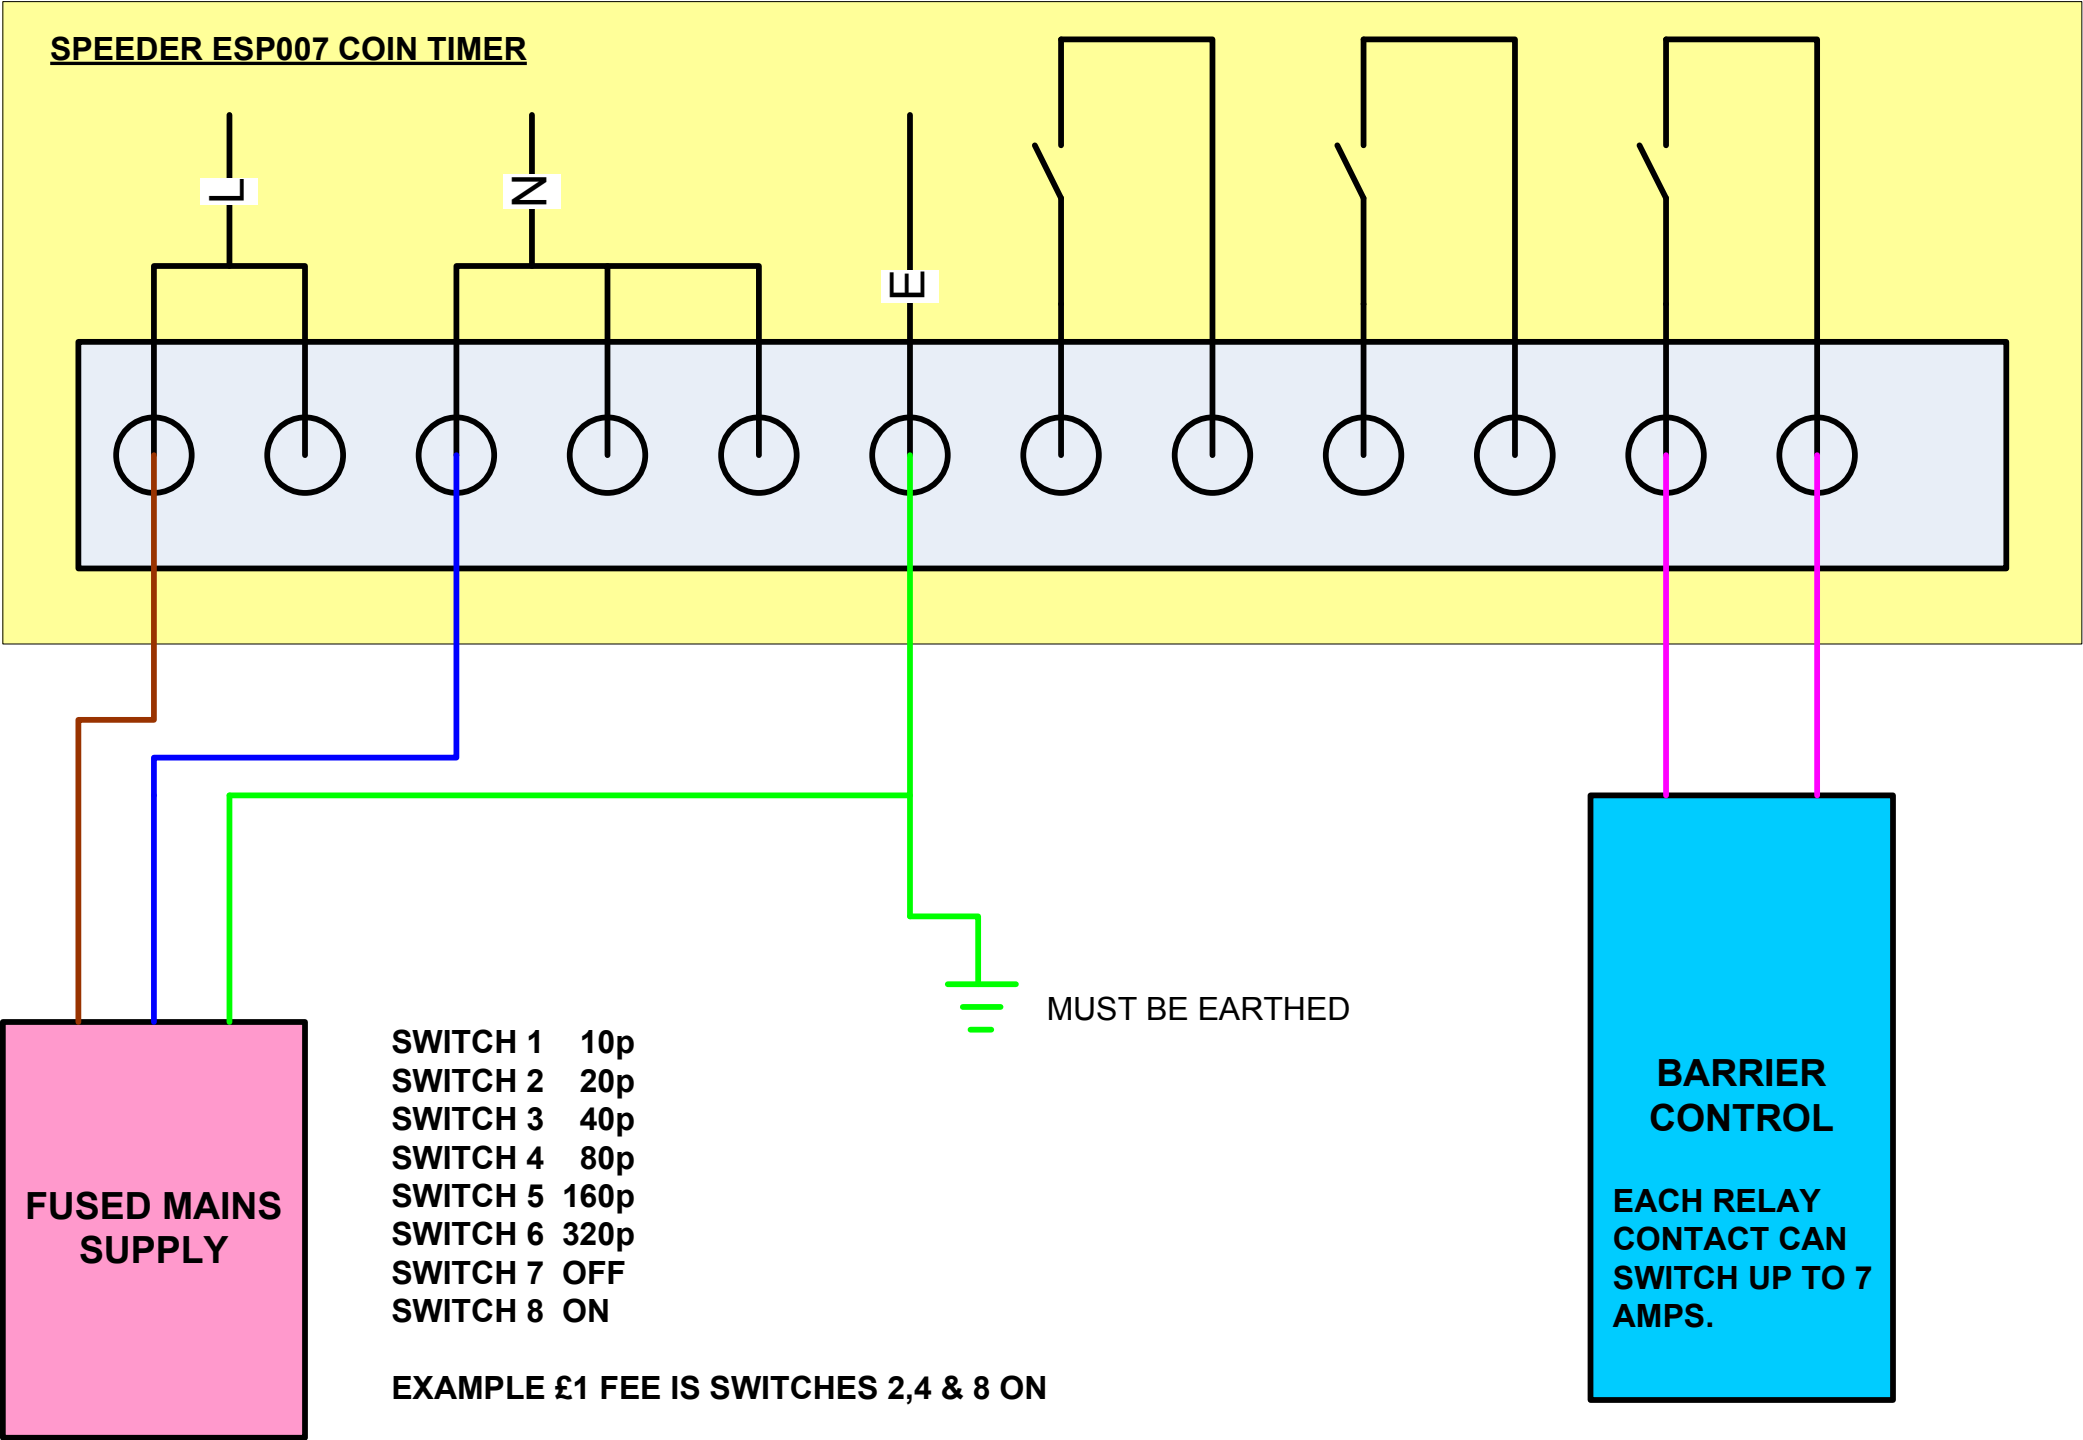 SPEEDER ESP007 COIN TIMER
L
N
E
MUST BE EARTHED
SWITCH 1 10p
SWITCH 2 20p
SWITCH 3 40p
SWITCH 4 80p
SWITCH 5 160p
SWITCH 6 320p
SWITCH 7 OFF
SWITCH 8 ON
EXAMPLE £1 FEE IS SWITCHES 2,4 & 8 ON
FUSED MAINS
SUPPLY
BARRIER
CONTROL
EACH RELAY
CONTACT CAN
SWITCH UP TO 7
AMPS.